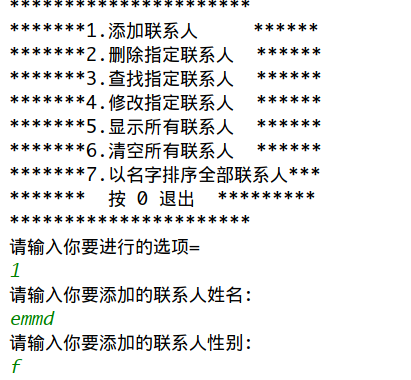 **********************
*******1.添加联系人     ******
*******2.删除指定联系人  ******
*******3.查找指定联系人  ******
*******4.修改指定联系人  ******
*******5.显示所有联系人  ******
*******6.清空所有联系人  ******
*******7.以名字排序全部联系人***
*******  按 0 退出  *********
**********************
请输入你要进行的选项=
1
请输入你要添加的联系人姓名:
emmd
请输入你要添加的联系人性别:
f